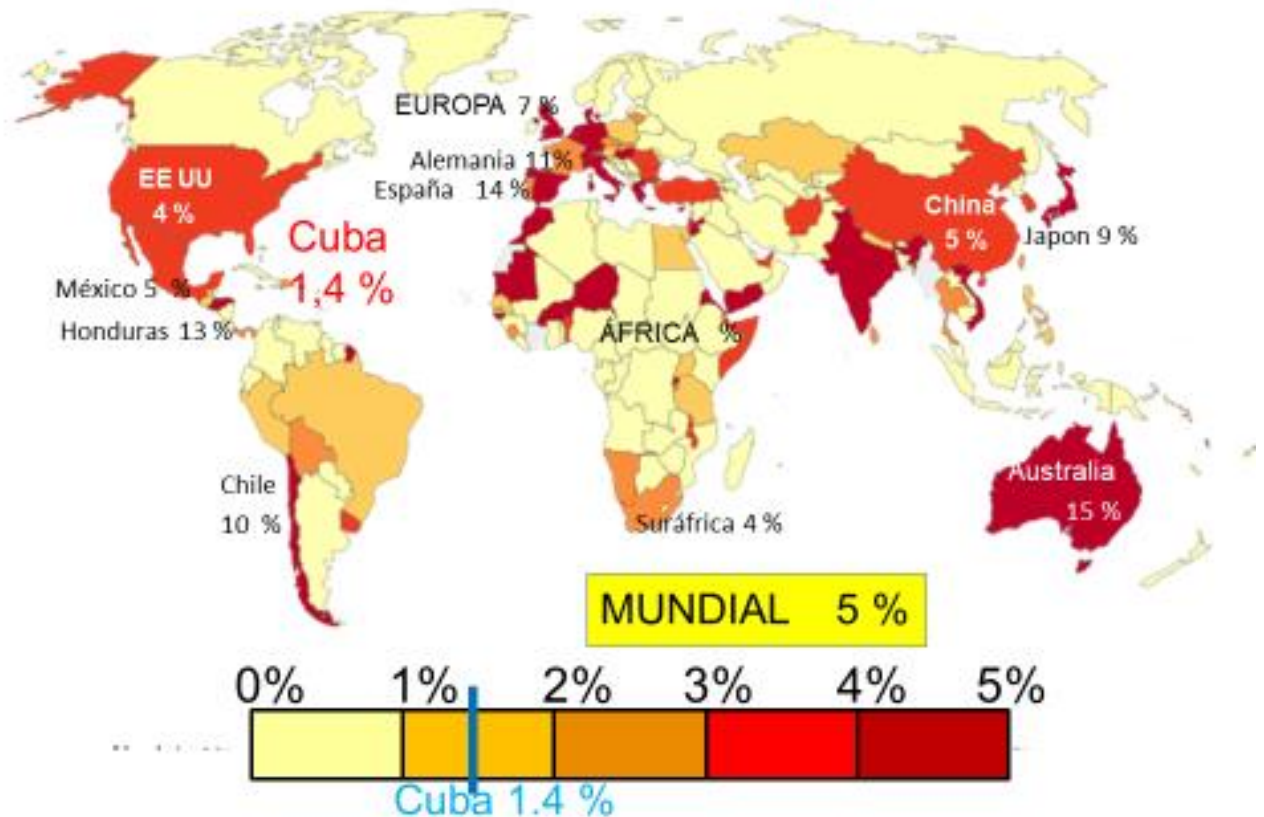 EUROPA 7 %
Alemania 11%
España 14 %
EE UU
4 %
Cuba
1,4 %
China
5 %
Japon 9 %
México 5 %
Honduras 13 %
AFRICA %
Chile
10 %
Suráfrica 4 %
Australia
15 %
MUNDIAL 5 %
0% 1% 2% 3% 4% 5%
Cuba 1.4 %